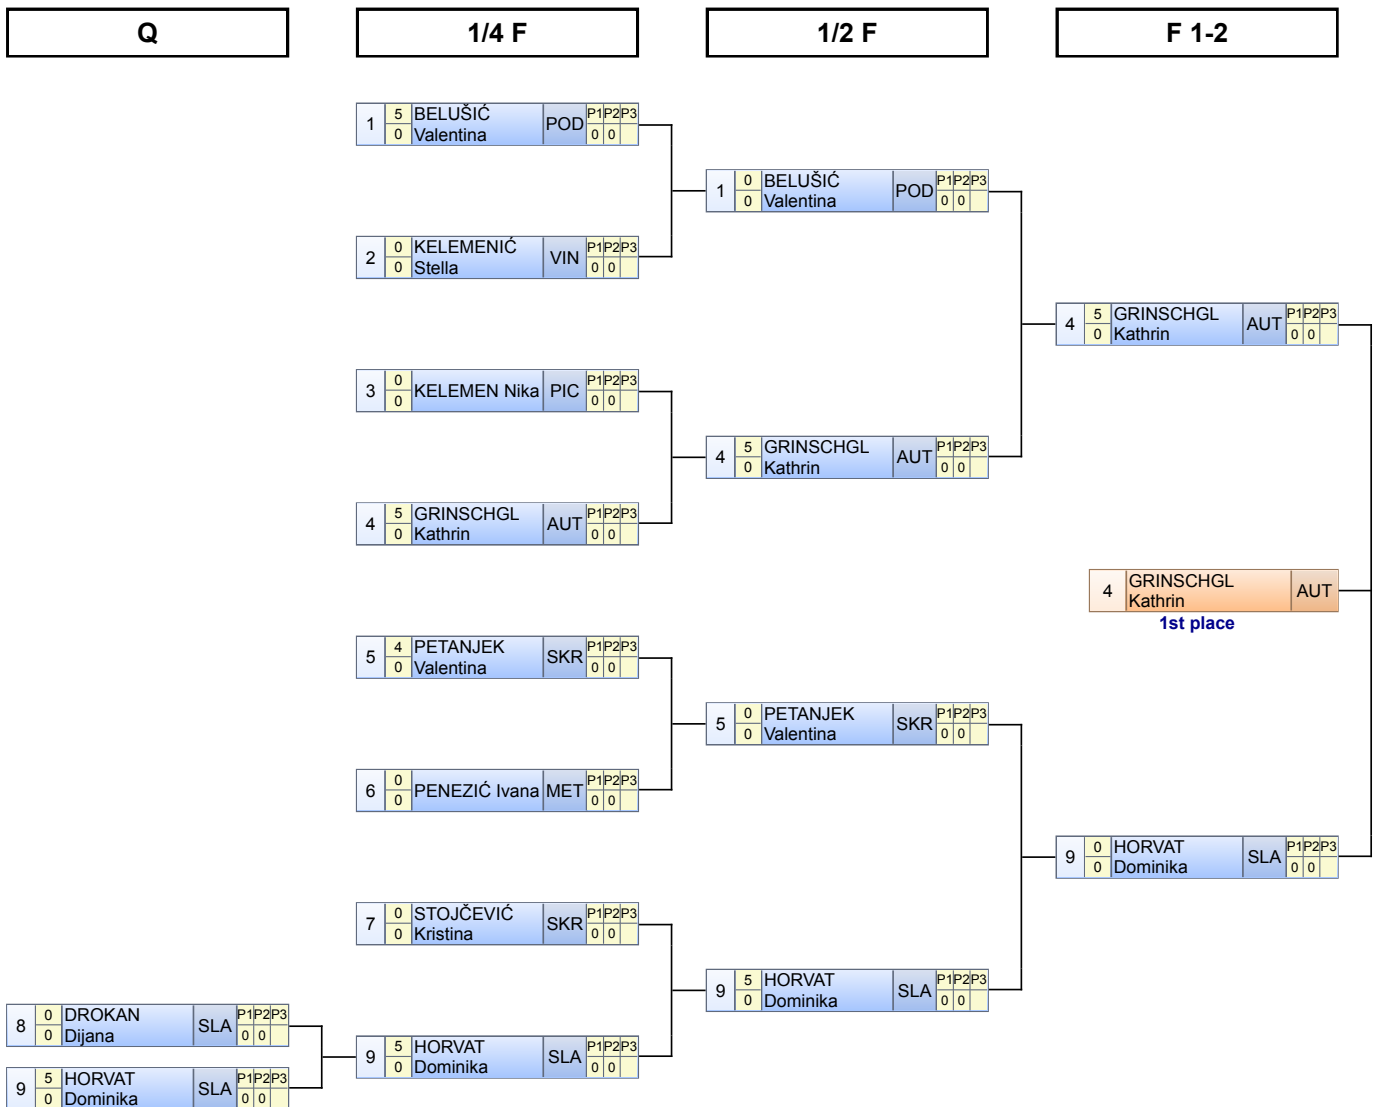 Q 1/4 F 1/2 F F 1-2
1 5 BELUŠIĆ POD P1 P2 P3
0 Valentina 0 0
1 0 BELUŠIĆ POD P1 P2 P3
0 Valentina 0 0
2 0 KELEMENIĆ VIN P1 P2 P3
0 Stella 0 0
4 5 GRINSCHGL AUT P1 P2 P3
0 Kathrin 0 0
3 0 KELEMEN Nika PIC P1 P2 P3
0 0 0
4 5 GRINSCHGL AUT P1 P2 P3
0 Kathrin 0 0
4 5 GRINSCHGL AUT P1 P2 P3
0 Kathrin 0 0
4 GRINSCHGL AUT
Kathrin
1st place
5 4 PETANJEK SKR P1 P2 P3
0 Valentina 0 0
5 0 PETANJEK SKR P1 P2 P3
0 Valentina 0 0
6 0 PENEZIĆ Ivana MET P1 P2 P3
0 0 0
9 0 HORVAT SLA P1 P2 P3
0 Dominika 0 0
7 0 STOJČEVIĆ SKR P1 P2 P3
0 Kristina 0 0
9 5 HORVAT SLA P1 P2 P3
0 Dominika 0 0
8 0 DROKAN SLA P1 P2 P3
0 Dijana 0 0
9 5 HORVAT SLA P1 P2 P3
0 Dominika 0 0
9 5 HORVAT SLA P1 P2 P3
0 Dominika 0 0